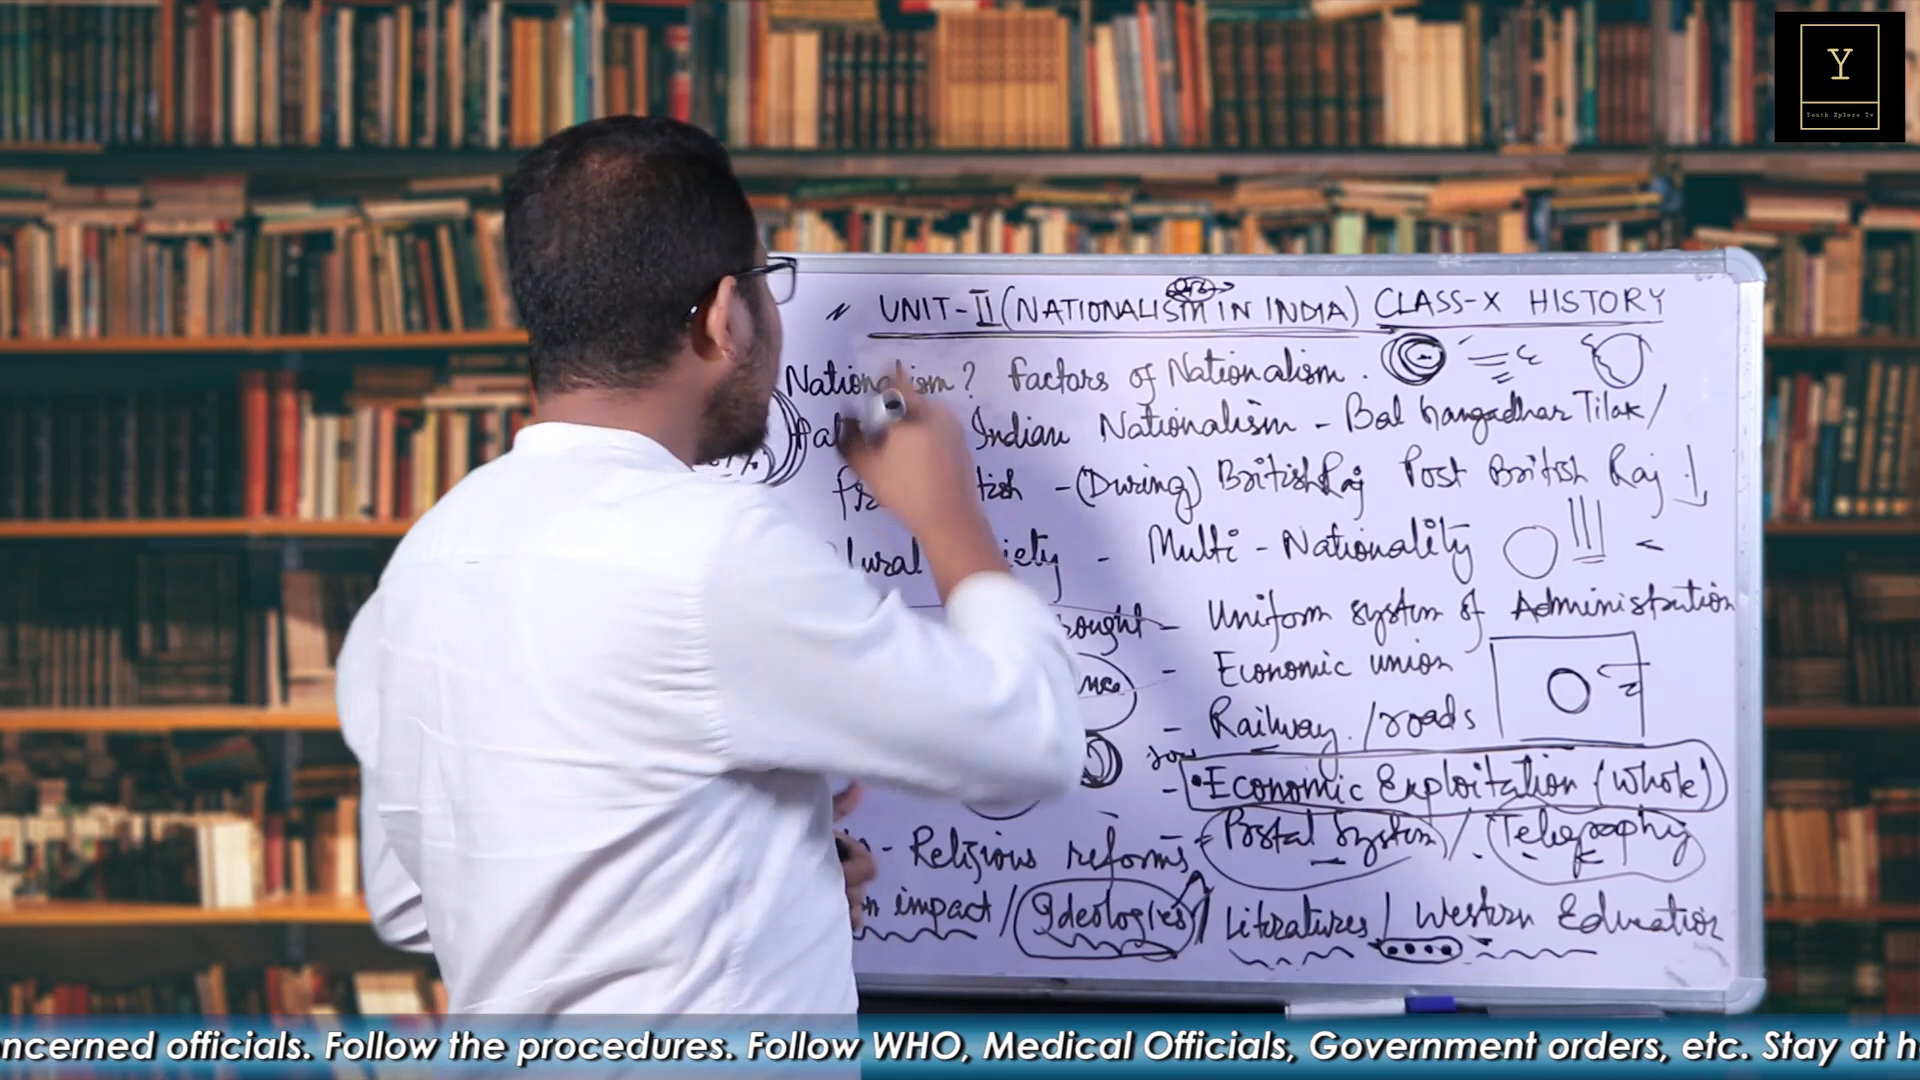 Y
Youth Xplore Tv
UNIT-II (NATIONALISM IN INDIA) CLASS-X HISTORY
Nationalism? Factors of Nationalism.
Indian Nationalism - Bal Gangadhar Tilak/
- (During) British Raj Post British Raj
- Multi-Nationality
- Uniform system of Administration
- Economic union
- Railway./roads
- • Economic Exploitation (Whole)
- Religious reforms - Postal System / Telegraphy
impact / Ideologies / Literatures / Western Education
ncerned officials. Follow the procedures. Follow WHO, Medical Officials, Government orders, etc. Stay at h